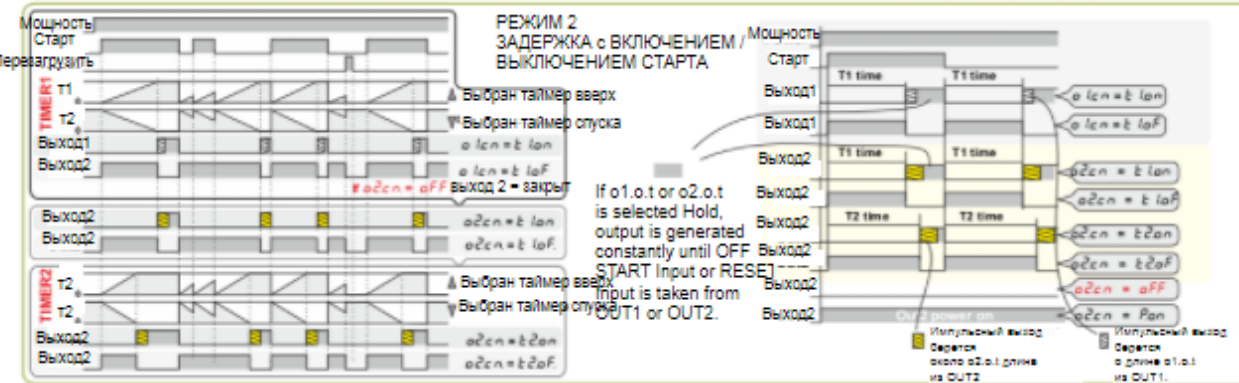 Мощность
Старт
Перезагрузить
РЕЖИМ 2
ЗАДЕРЖКА с ВКЛЮЧЕНИЕМ /
ВЫКЛЮЧЕНИЕМ СТАРТА
TIMER1
T1
T2
Выбран таймер вверх
Выбран таймер спуска
Выход1
o1cn=t1on
Выход2
o1cn=t1oF
o2cn = oFF выход 2 = закрыт
Выход2
o2cn=t1on
Выход2
o2cn=t1oF.
TIMER2
T2
T2
Выбран таймер вверх
Выбран таймер спуска
Выход2
o2cn=t2on
Выход2
o2cn=t2oF.
If o1.o.t or o2.o.t
is selected Hold,
output is generated
constantly until OFF
START Input or RESET
Input is taken from
OUT1 or OUT2.
Мощность
Старт
T1 time T1 time
Выход1
o1cn=t1on
Выход1
o1cn=t1oF
T1 time T1 time
Выход2
o2cn = t1on
Выход2
o2cn = t1oF
T2 time T2 time
Выход2
o2cn = t2on
Выход2
o2cn = t2oF
Выход2
o2cn = oFF
Выход2
Out2 power on
o2cn = Pon
Импульсный выход
берется
около o2.o.t длине
из OUT2
Импульсный выход
берется
о длине o1.o.t
из OUT1.